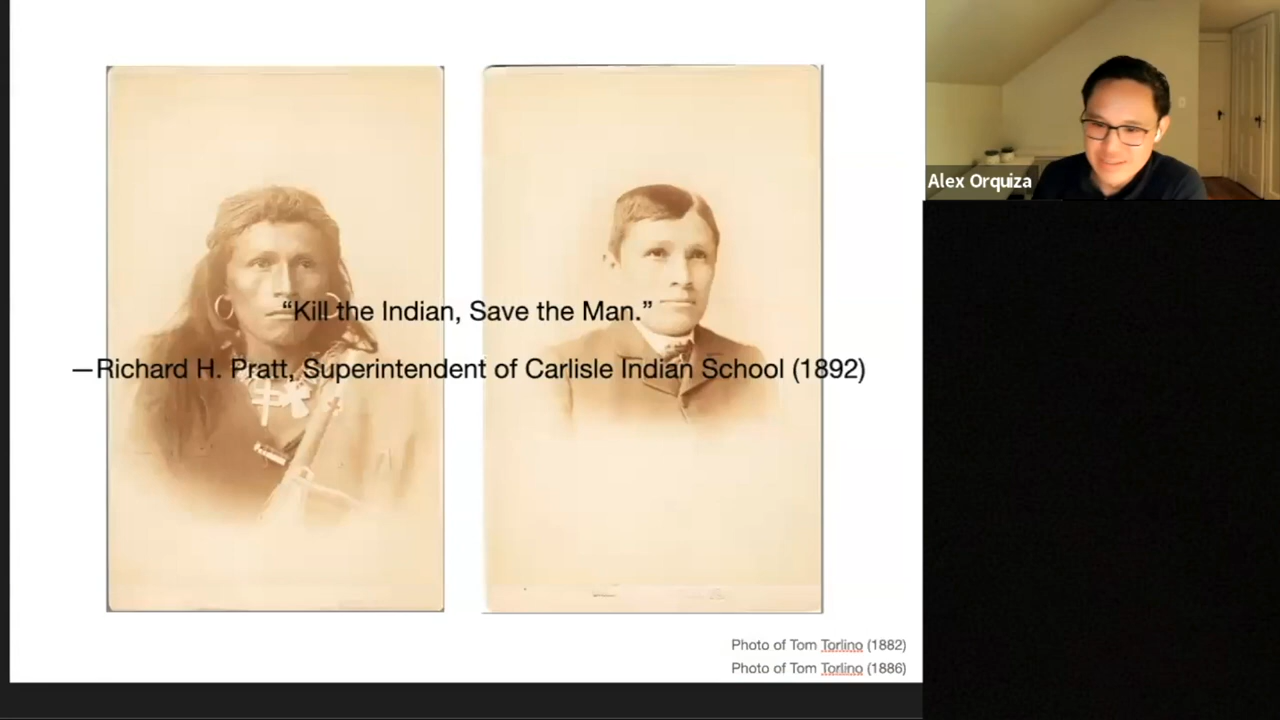 “Kill the Indian, Save the Man.”
—Richard H. Pratt, Superintendent of Carlisle Indian School (1892)
Photo of Tom Torlino (1882)
Photo of Tom Torlino (1886)
Alex Orquiza